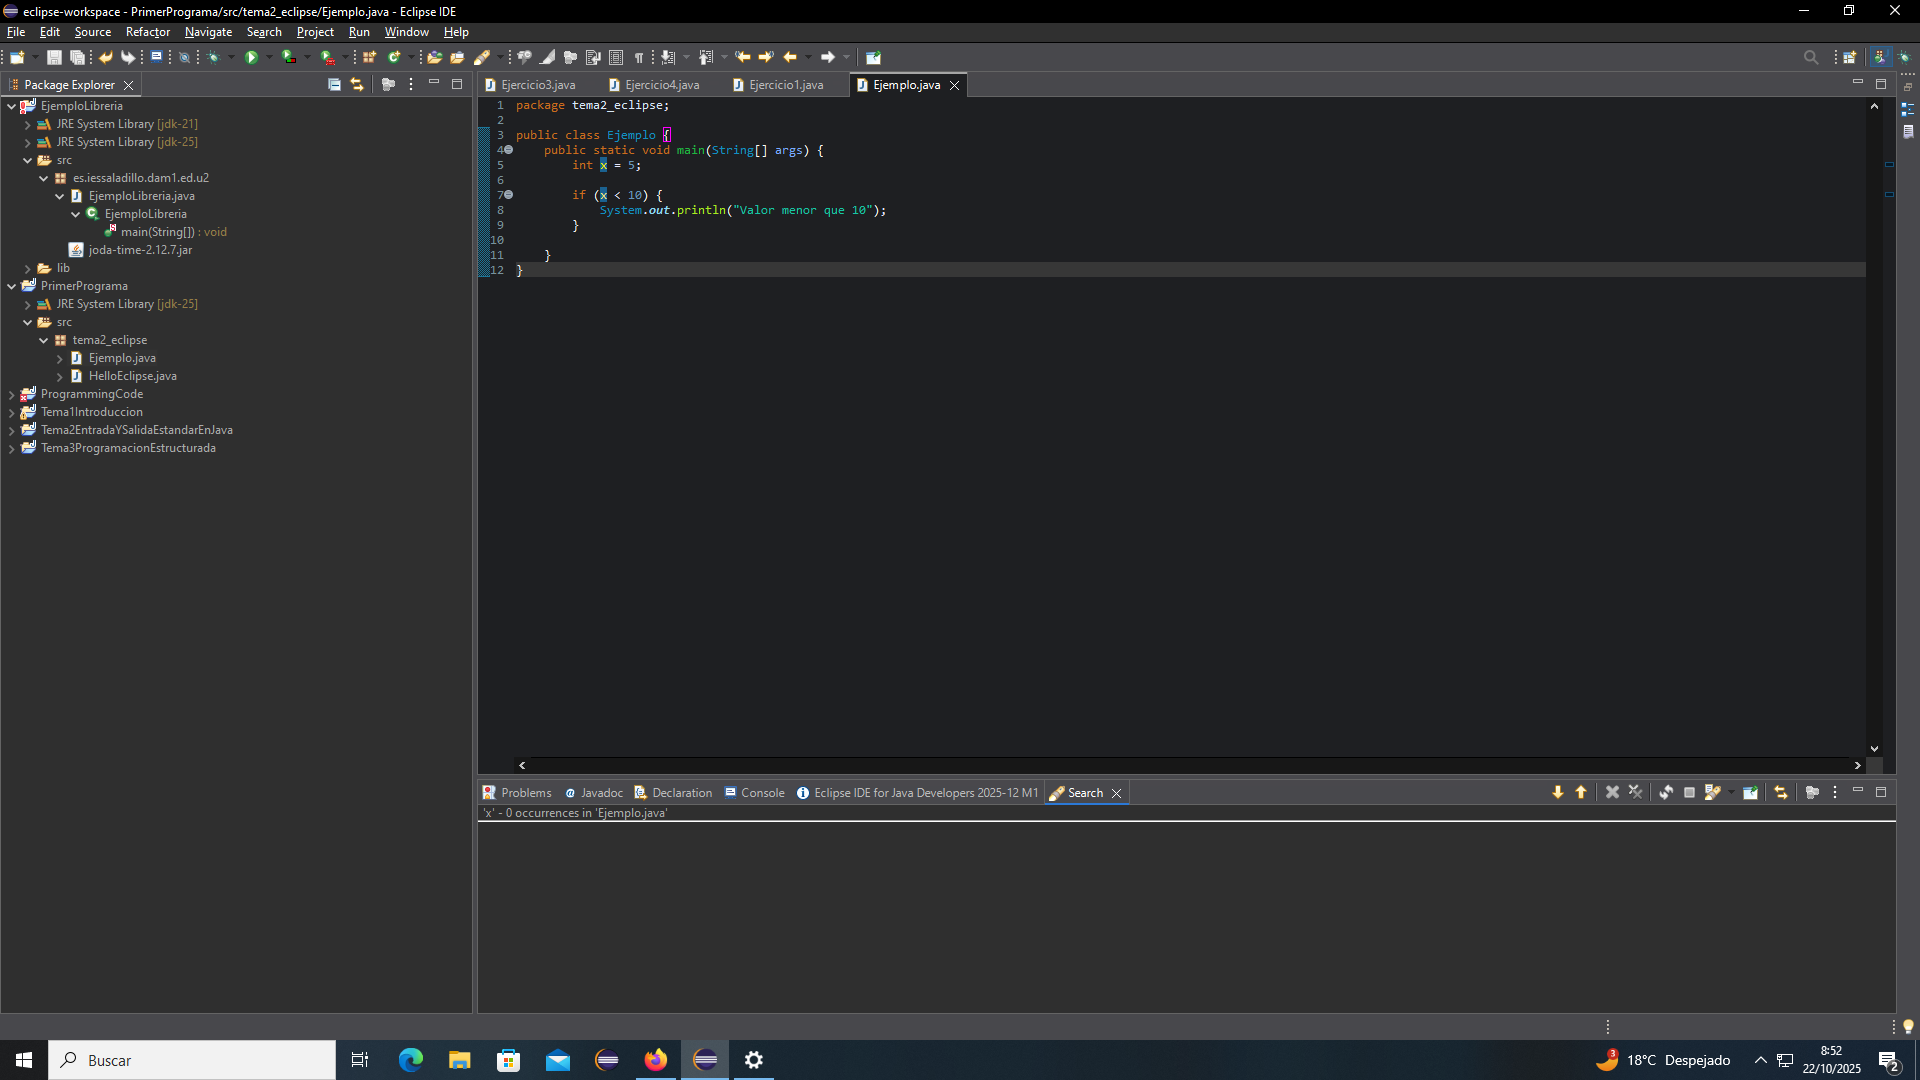 eclipse-workspace - PrimerPrograma/src/tema2_eclipse/Ejemplo.java - Eclipse IDE
File Edit Source Refactor Navigate Search Project Run Window Help
Package Explorer
EjemploLibreria
JRE System Library [jdk-21]
JRE System Library [jdk-25]
src
es.iessaladillo.dam1.ed.u2
EjemploLibreria.java
EjemploLibreria
main(String[]) : void
joda-time-2.12.7.jar
lib
PrimerPrograma
JRE System Library [jdk-25]
src
tema2_eclipse
Ejemplo.java
HelloEclipse.java
ProgrammingCode
Tema1Introduccion
Tema2EntradaYSalidaEstandarEnJava
Tema3ProgramacionEstructurada
Ejercicio3.java Ejercicio4.java Ejercicio1.java Ejemplo.java
1 package tema2_eclipse;
2
3 public class Ejemplo {
4 public static void main(String[] args) {
5 int x = 5;
6
7 if (x < 10) {
8 System.out.println("Valor menor que 10");
9 }
10
11 }
12 }
Problems Javadoc Declaration Console Eclipse IDE for Java Developers 2025-12 M1 Search
'x' - 0 occurrences in 'Ejemplo.java'
Buscar
3
18°C Despejado
8:52
22/10/2025
2